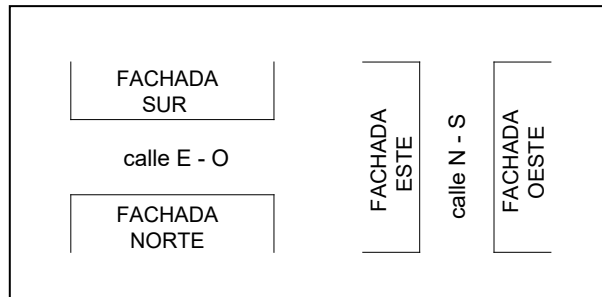 FACHADA
SUR
calle E - O
FACHADA
NORTE
FACHADA
ESTE
calle N - S
FACHADA
OESTE